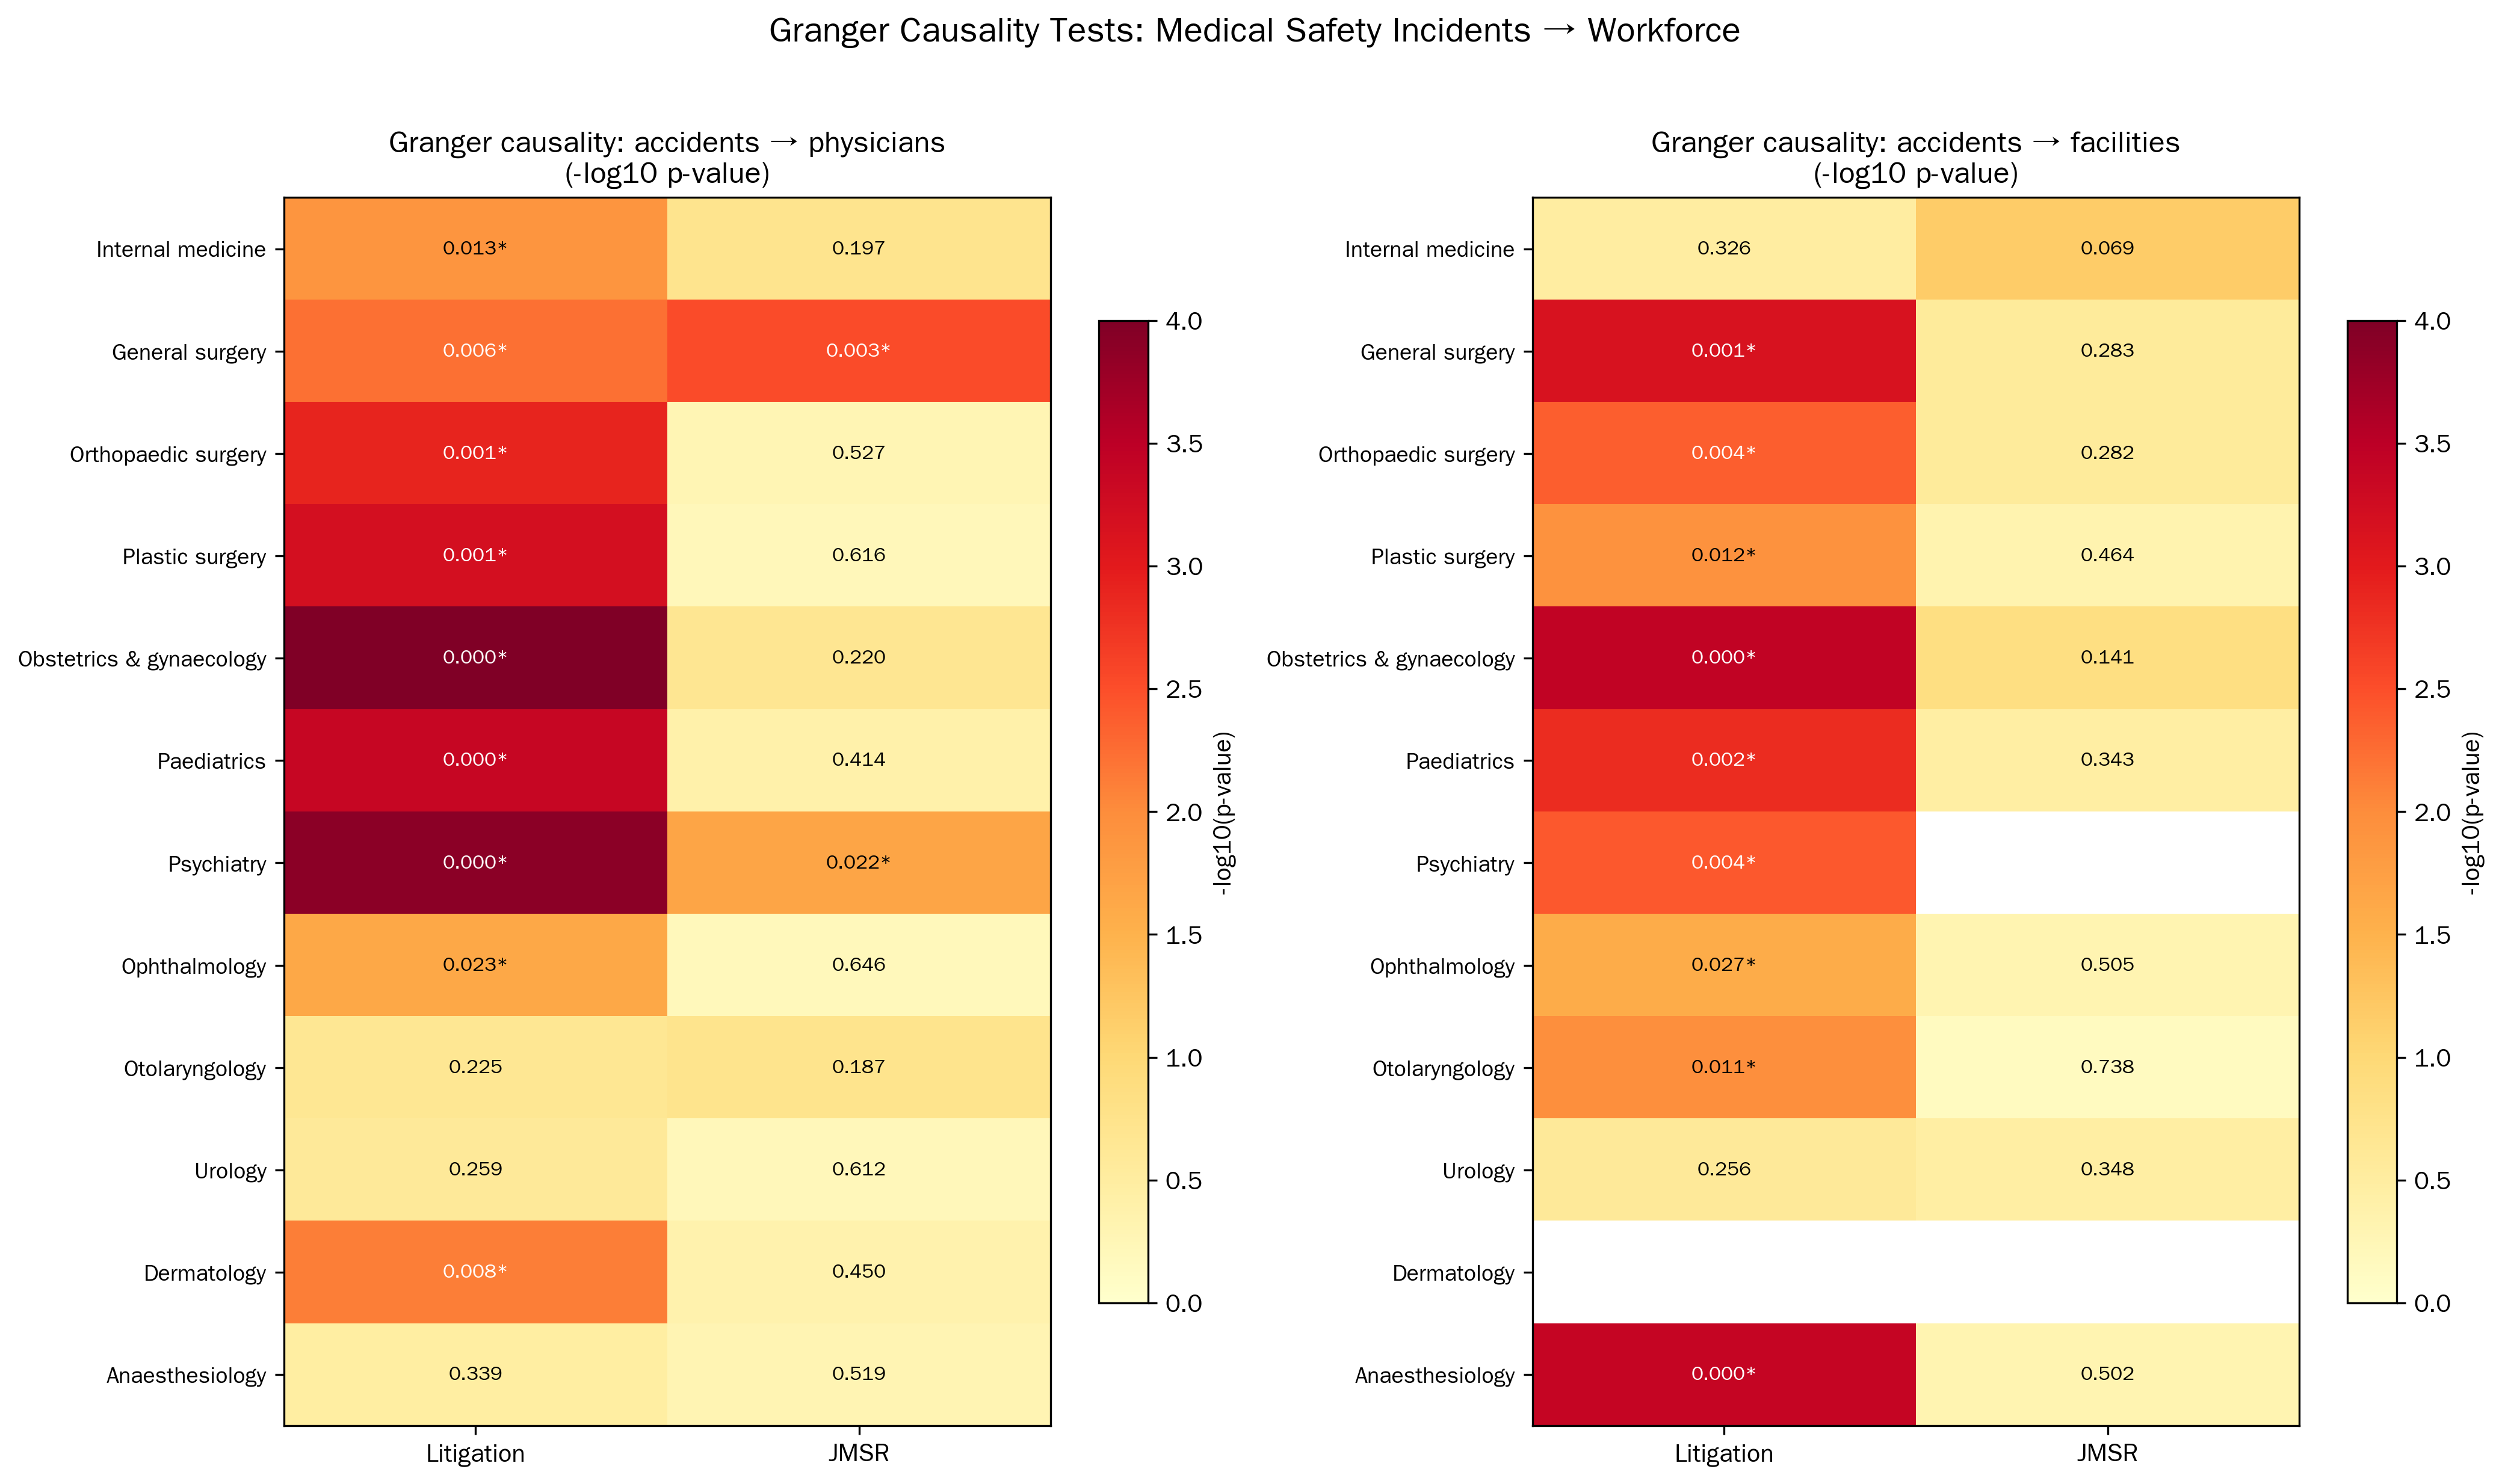 Granger Causality Tests: Medical Safety Incidents → Workforce
Granger causality: accidents → physicians
(-log10 p-value)
Internal medicine 0.013* 0.197
General surgery 0.006* 0.003*
Orthopaedic surgery 0.001* 0.527
Plastic surgery 0.001* 0.616
Obstetrics & gynaecology 0.000* 0.220
Paediatrics 0.000* 0.414
Psychiatry 0.000* 0.022*
Ophthalmology 0.023* 0.646
Otolaryngology 0.225 0.187
Urology 0.259 0.612
Dermatology 0.008* 0.450
Anaesthesiology 0.339 0.519
Litigation JMSR
4.0
3.5
3.0
2.5
2.0
1.5
1.0
0.5
0.0
-log10(p-value)
Granger causality: accidents → facilities
(-log10 p-value)
Internal medicine 0.326 0.069
General surgery 0.001* 0.283
Orthopaedic surgery 0.004* 0.282
Plastic surgery 0.012* 0.464
Obstetrics & gynaecology 0.000* 0.141
Paediatrics 0.002* 0.343
Psychiatry 0.004*
Ophthalmology 0.027* 0.505
Otolaryngology 0.011* 0.738
Urology 0.256 0.348
Dermatology
Anaesthesiology 0.000* 0.502
Litigation JMSR
4.0
3.5
3.0
2.5
2.0
1.5
1.0
0.5
0.0
-log10(p-value)